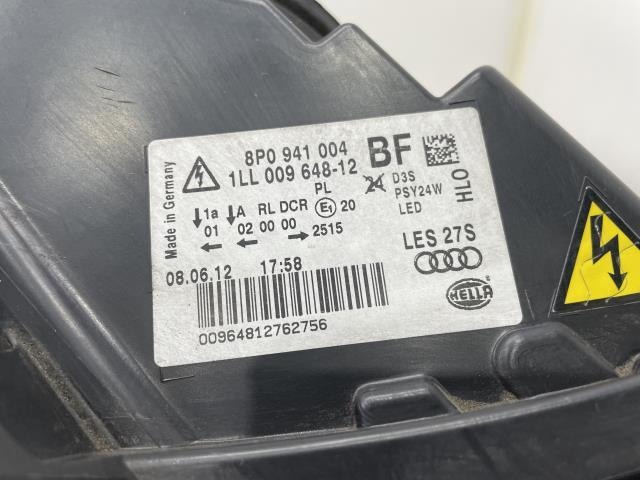 Made in Germany
8P0 941 004 BF
1LL 009 648-12
PL
24 D3S
PSY24W
LED
HLO
↓1a ↓A RL DCR E1 20
01 02 00 00
← ← → 2515
LES 27S
08.06.12 17:58
HELLA
00964812762756